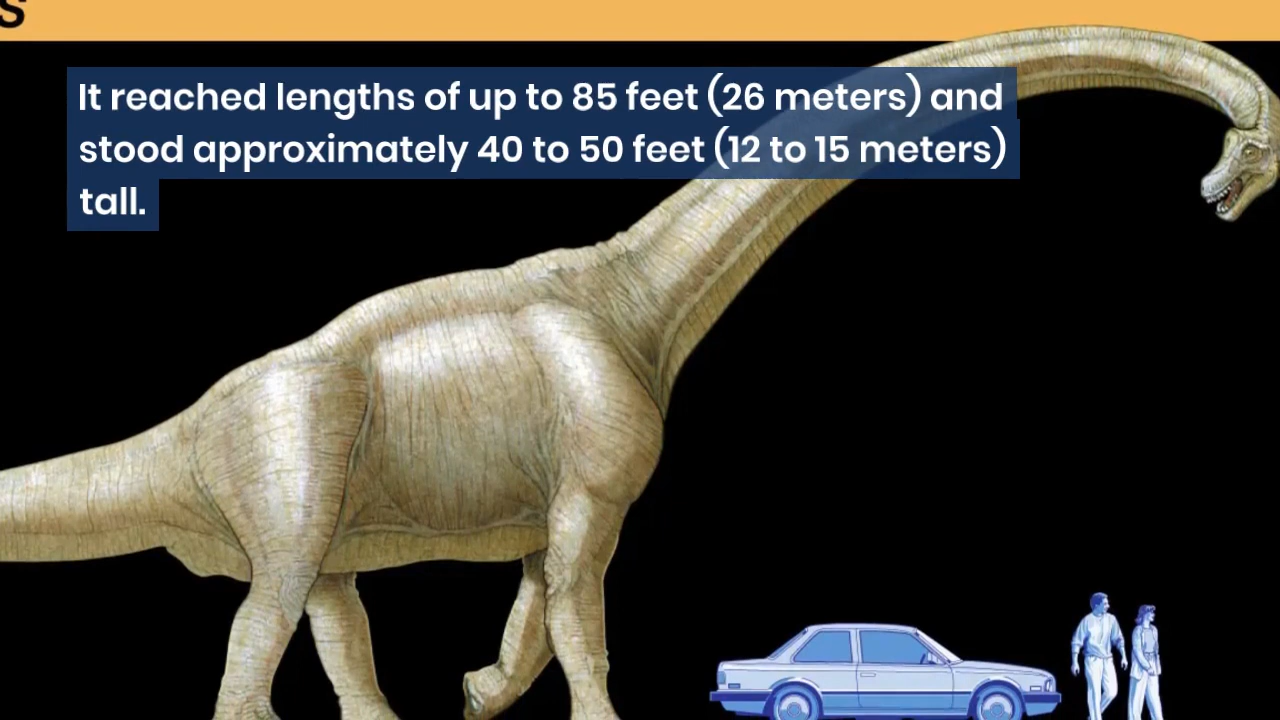 s
It reached lengths of up to 85 feet (26 meters) and
stood approximately 40 to 50 feet (12 to 15 meters)
tall.